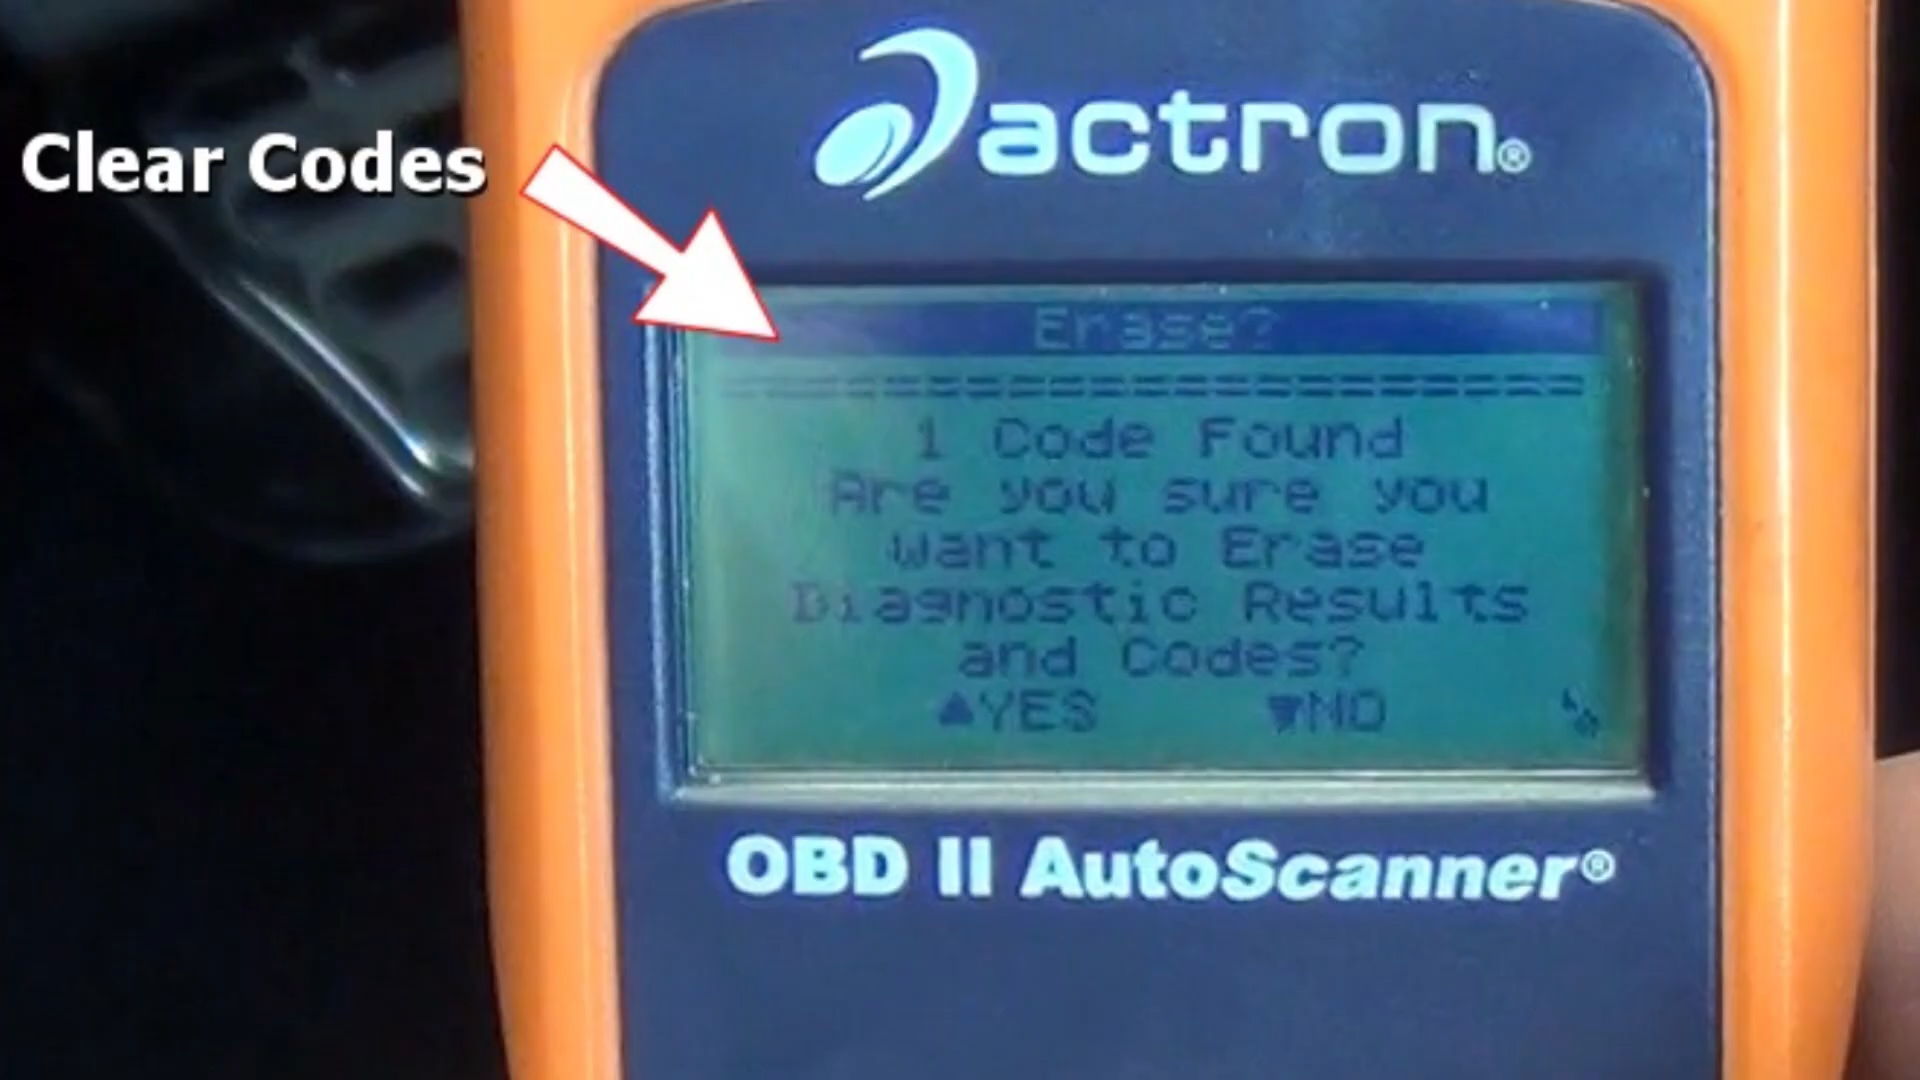 Clear Codes
actron®
Erase?
====================
1 Code Found
Are you sure you
want to Erase
Diagnostic Results
and Codes?
▲YES ▼NO
OBD II AutoScanner®